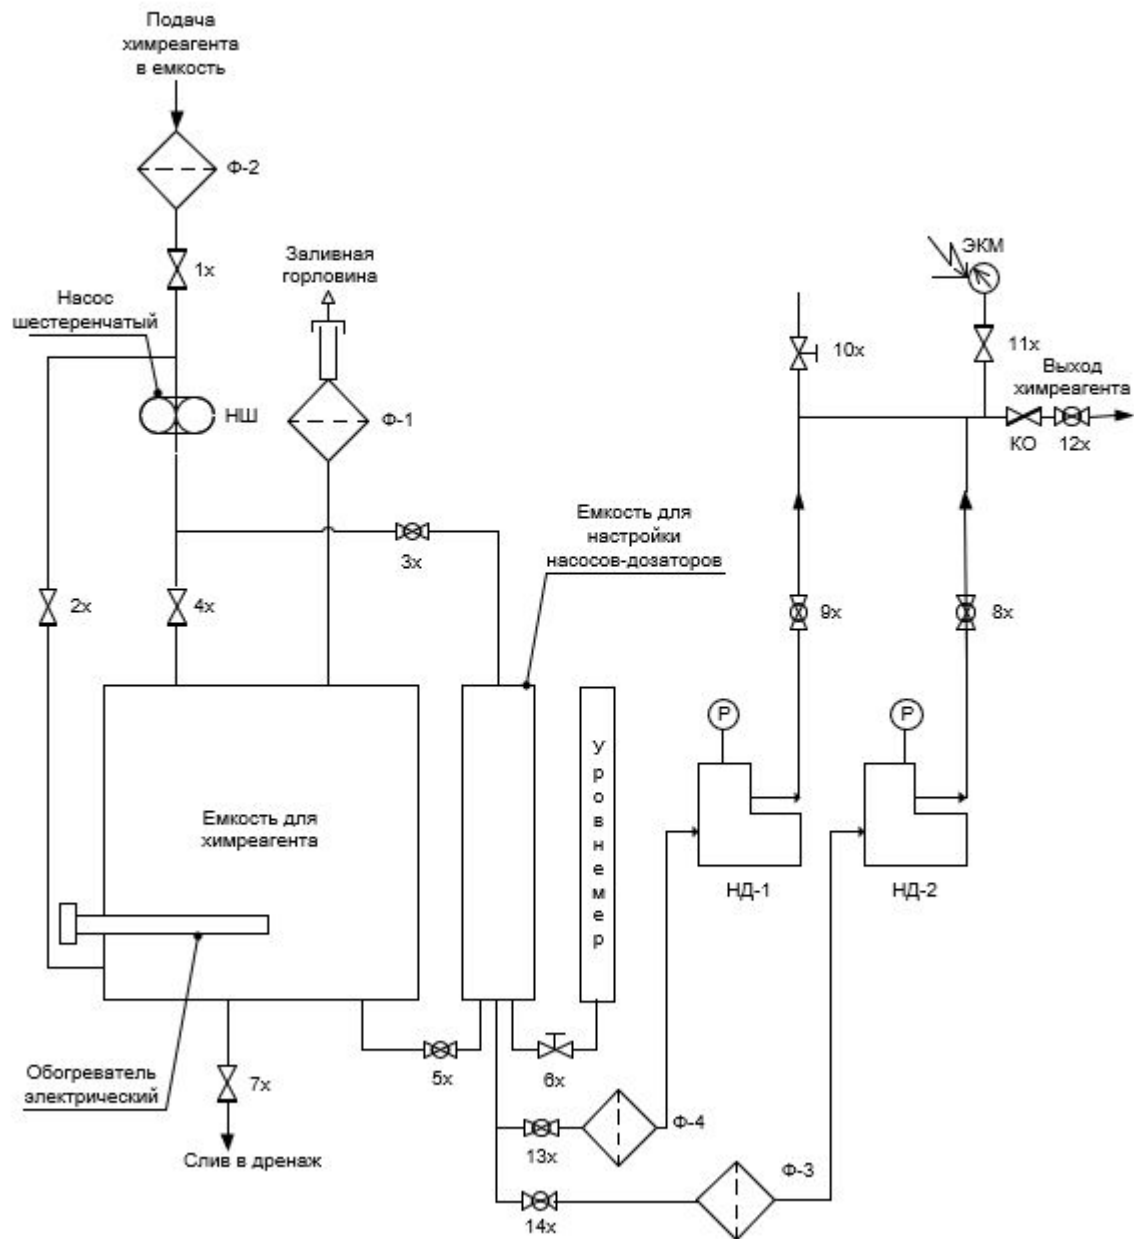 Подача
химреагента
в емкость
Ф-2
1х
Насос
шестеренчатый
НШ
Заливная
горловина
Ф-1
ЭКМ
10х
11х
Выход
химреагента
КО
12х
3х
Емкость для
настройки
насосов-дозаторов
2х
4х
9х
8х
Р
Р
Уровнемер
Емкость для
химреагента
НД-1
НД-2
Обогреватель
электрический
7х
Слив в дренаж
5х
6х
13х
Ф-4
14х
Ф-3